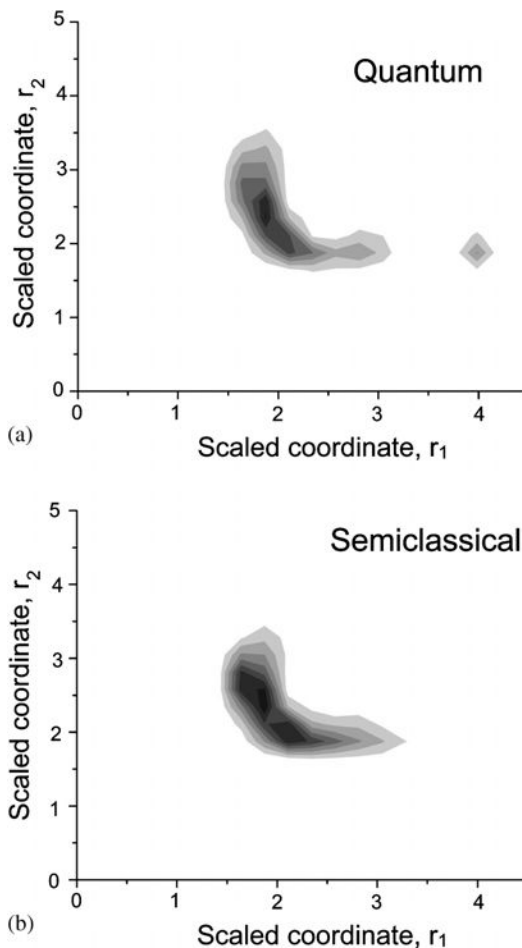 5
4
3
2
1
0
Scaled coordinate, r₂
Quantum
0 1 2 3 4
Scaled coordinate, r₁
(a)
5
4
3
2
1
0
Scaled coordinate, r₂
Semiclassical
0 1 2 3 4
Scaled coordinate, r₁
(b)